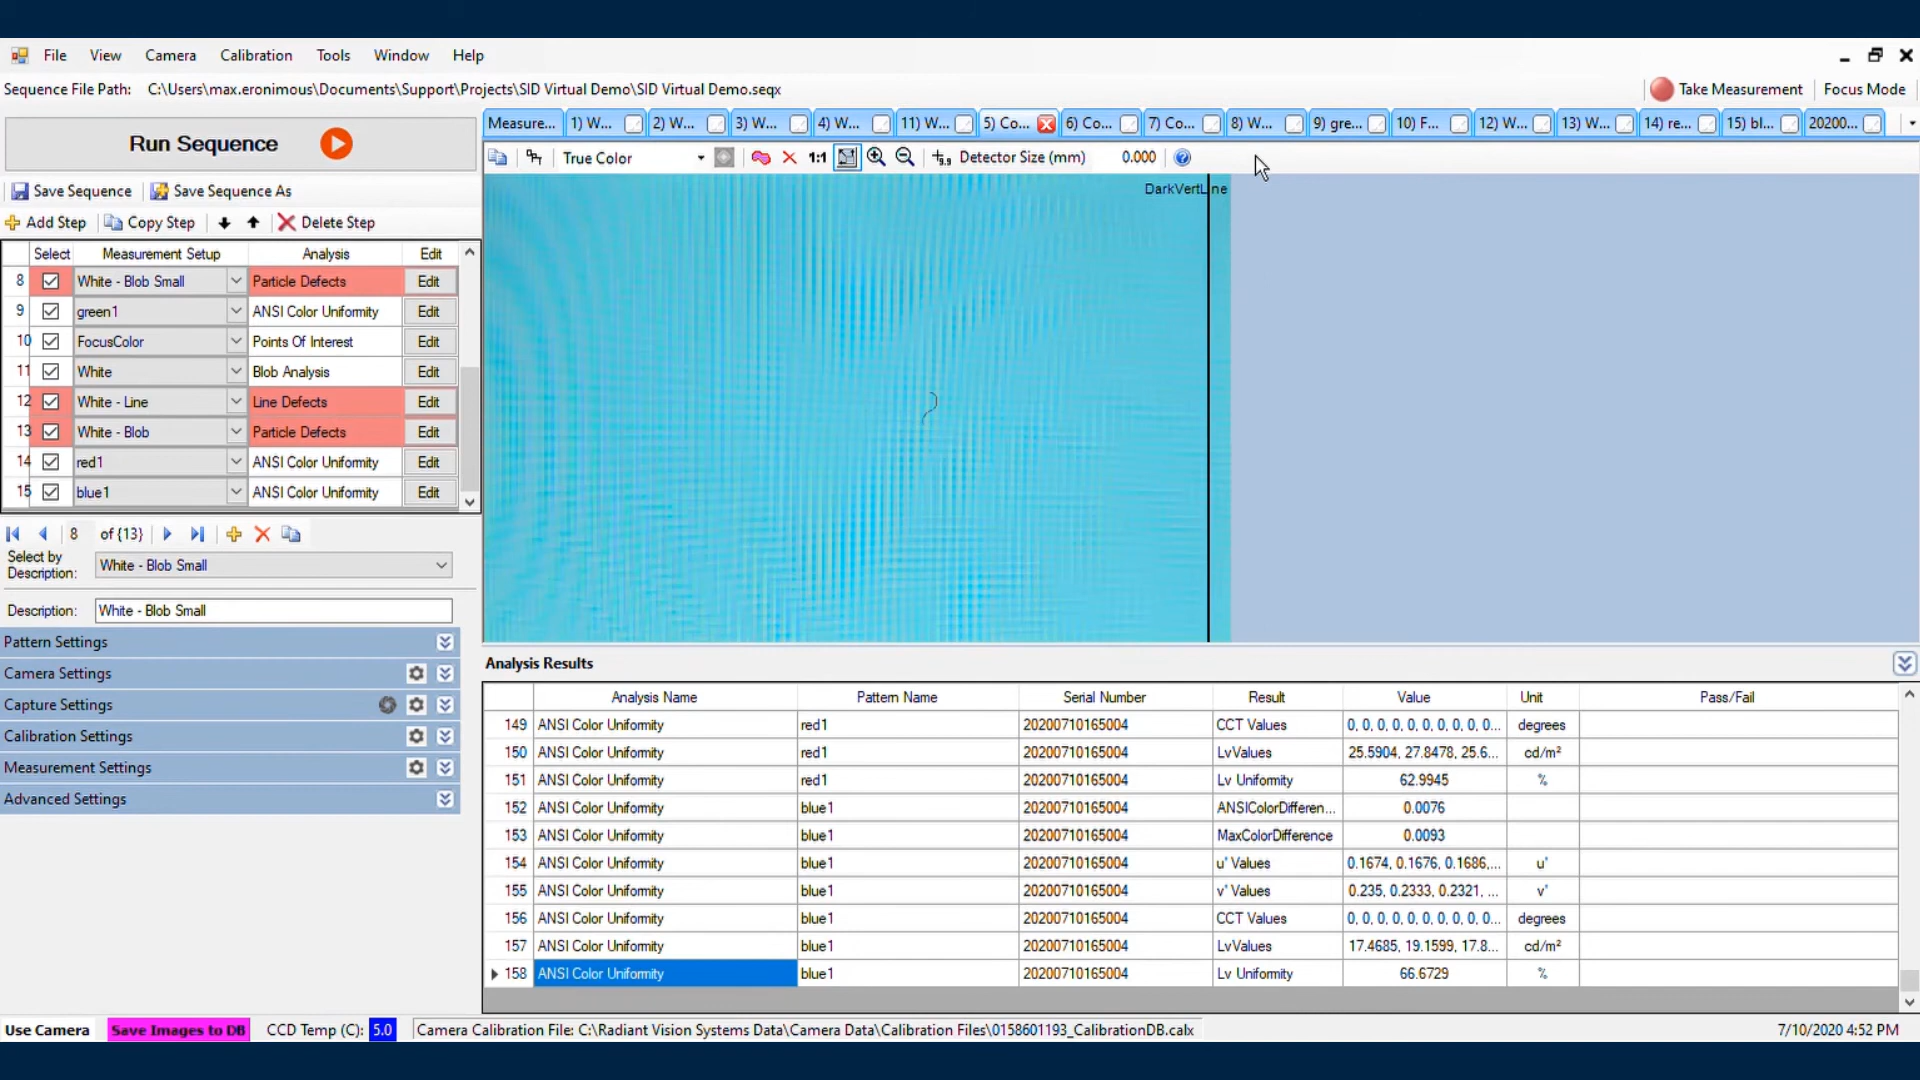 File View Camera Calibration Tools Window Help
Sequence File Path: C:\Users\max.eronimous\Documents\Support\Projects\SID Virtual Demo\SID Virtual Demo.seqx
Take Measurement Focus Mode
Run Sequence
Measure... 1) W... 2) W... 3) W... 4) W... 11) W... 5) Co... 6) Co... 7) Co... 8) W... 9) gre... 10) F... 12) W... 13) W... 14) re... 15) bl... 20200...
True Color 1:1 Detector Size (mm) 0.000
Save Sequence Save Sequence As
Add Step Copy Step Delete Step
Select Measurement Setup Analysis Edit
8 White - Blob Small Particle Defects Edit
9 green1 ANSI Color Uniformity Edit
10 FocusColor Points Of Interest Edit
11 White Blob Analysis Edit
12 White - Line Line Defects Edit
13 White - Blob Particle Defects Edit
14 red1 ANSI Color Uniformity Edit
15 blue1 ANSI Color Uniformity Edit
8 of {13}
Select by Description: White - Blob Small
Description: White - Blob Small
Pattern Settings
Camera Settings
Capture Settings
Calibration Settings
Measurement Settings
Advanced Settings
DarkVertLine
Analysis Results
Analysis Name Pattern Name Serial Number Result Value Unit Pass/Fail
149 ANSI Color Uniformity red1 20200710165004 CCT Values 0, 0, 0, 0, 0, 0, 0, 0, 0... degrees
150 ANSI Color Uniformity red1 20200710165004 LvValues 25.5904, 27.8478, 25.6... cd/m²
151 ANSI Color Uniformity red1 20200710165004 Lv Uniformity 62.9945 %
152 ANSI Color Uniformity blue1 20200710165004 ANSIColorDifferen... 0.0076
153 ANSI Color Uniformity blue1 20200710165004 MaxColorDifference 0.0093
154 ANSI Color Uniformity blue1 20200710165004 u' Values 0.1674, 0.1676, 0.1686,... u'
155 ANSI Color Uniformity blue1 20200710165004 v' Values 0.235, 0.2333, 0.2321, ... v'
156 ANSI Color Uniformity blue1 20200710165004 CCT Values 0, 0, 0, 0, 0, 0, 0, 0, 0... degrees
157 ANSI Color Uniformity blue1 20200710165004 LvValues 17.4685, 19.1599, 17.8... cd/m²
158 ANSI Color Uniformity blue1 20200710165004 Lv Uniformity 66.6729 %
Use Camera Save Images to DB CCD Temp (C): 5.0 Camera Calibration File: C:\Radiant Vision Systems Data\Camera Data\Calibration Files\0158601193_CalibrationDB.calx 7/10/2020 4:52 PM